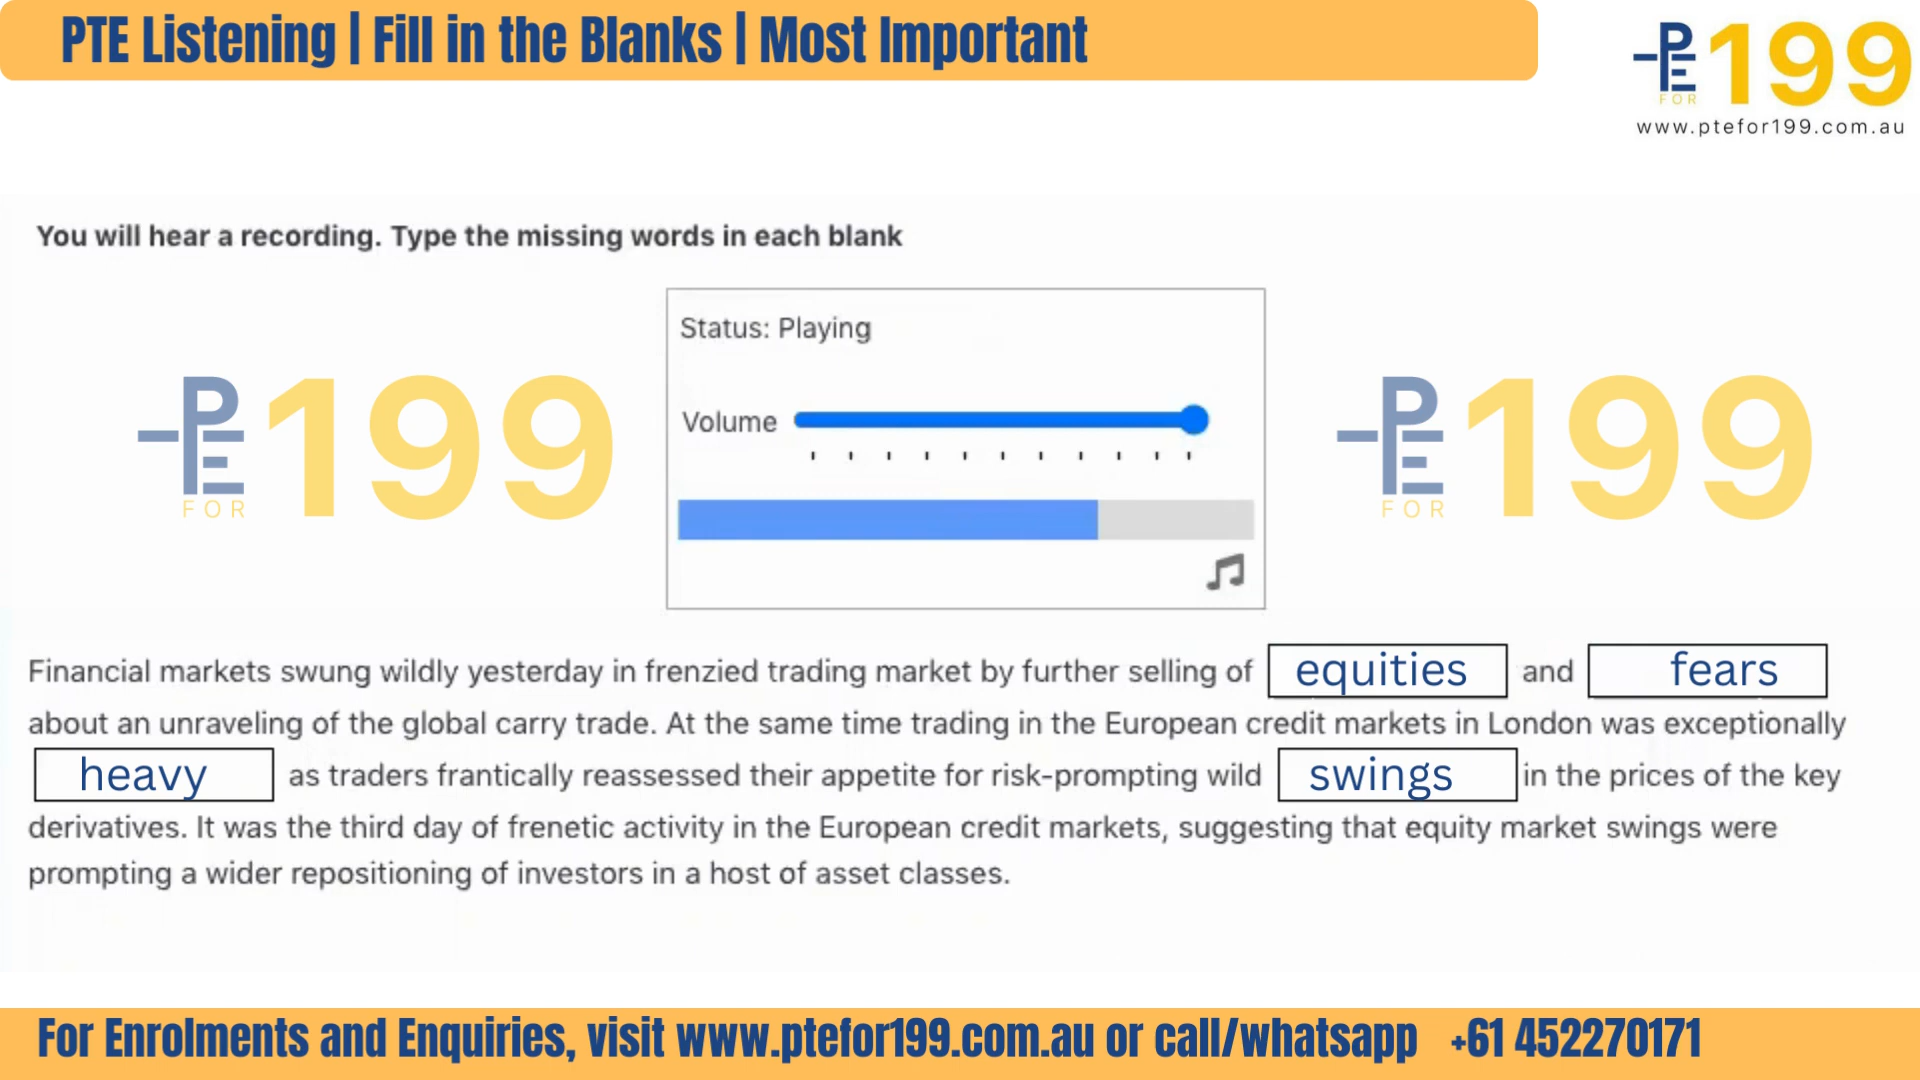 PTE Listening | Fill in the Blanks | Most Important
PE 199
FOR
www.ptefor199.com.au
You will hear a recording. Type the missing words in each blank
Status: Playing
Volume
PE 199
FOR
PE 199
FOR
Financial markets swung wildly yesterday in frenzied trading market by further selling of equities and fears
about an unraveling of the global carry trade. At the same time trading in the European credit markets in London was exceptionally
heavy as traders frantically reassessed their appetite for risk-prompting wild swings in the prices of the key
derivatives. It was the third day of frenetic activity in the European credit markets, suggesting that equity market swings were
prompting a wider repositioning of investors in a host of asset classes.
For Enrolments and Enquiries, visit www.ptefor199.com.au or call/whatsapp +61 452270171